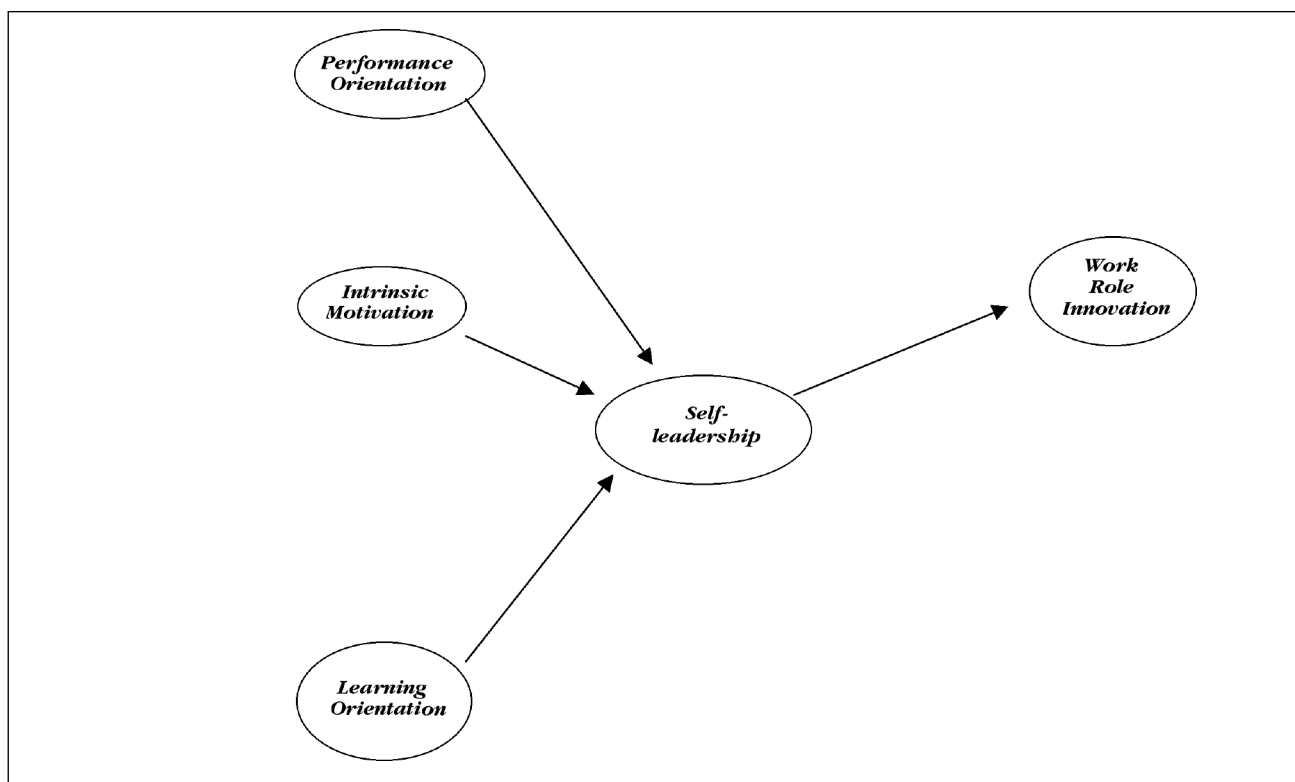 Performance
Orientation
Intrinsic
Motivation
Work
Role
Innovation
Self-
leadership
Learning
Orientation